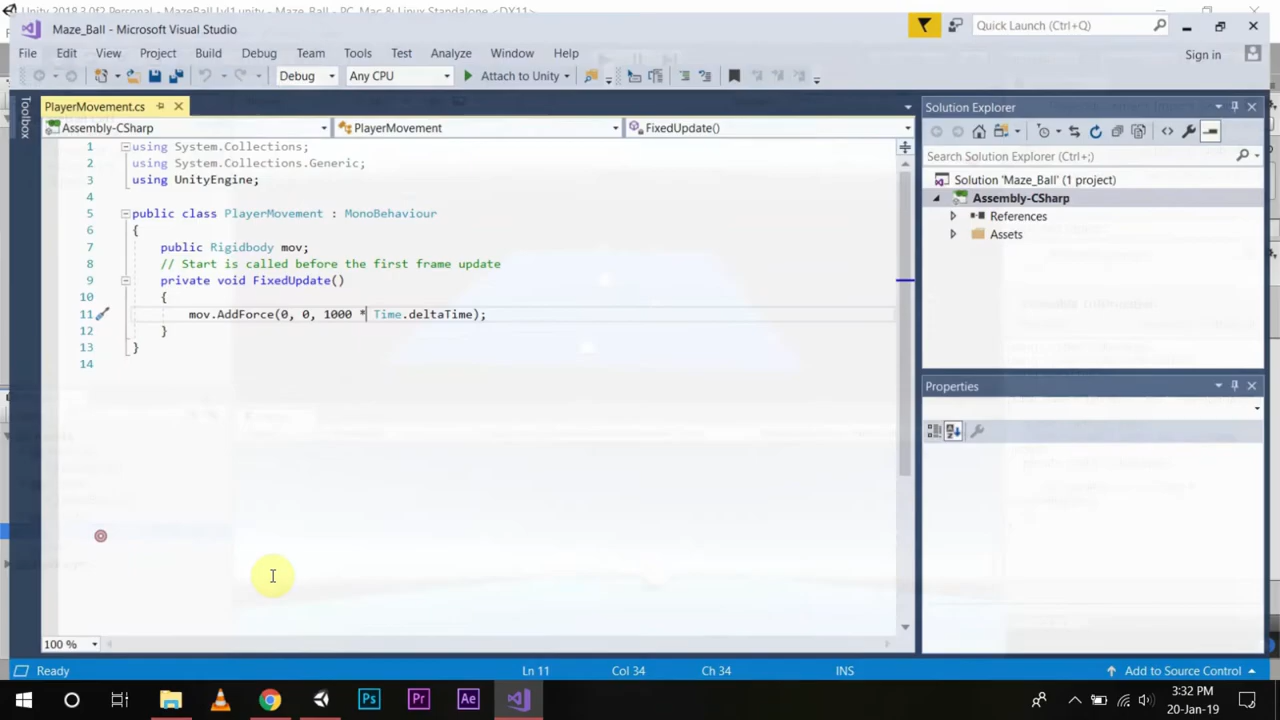 Maze_Ball - Microsoft Visual Studio
Quick Launch (Ctrl+Q)
File Edit View Project Build Debug Team Tools Test Analyze Window Help
Sign in
Debug Any CPU Attach to Unity
Toolbox
PlayerMovement.cs
Assembly-CSharp PlayerMovement FixedUpdate()
1 using System.Collections;
2 using System.Collections.Generic;
3 using UnityEngine;
4
5 public class PlayerMovement : MonoBehaviour
6 {
7 public Rigidbody mov;
8 // Start is called before the first frame update
9 private void FixedUpdate()
10 {
11 mov.AddForce(0, 0, 1000 * Time.deltaTime);
12 }
13 }
14
100 %
Solution Explorer
Search Solution Explorer (Ctrl+;)
Solution 'Maze_Ball' (1 project)
Assembly-CSharp
References
Assets
Properties
Ready Ln 11 Col 34 Ch 34 INS Add to Source Control
Ps Pr Ae
3:32 PM
20-Jan-19